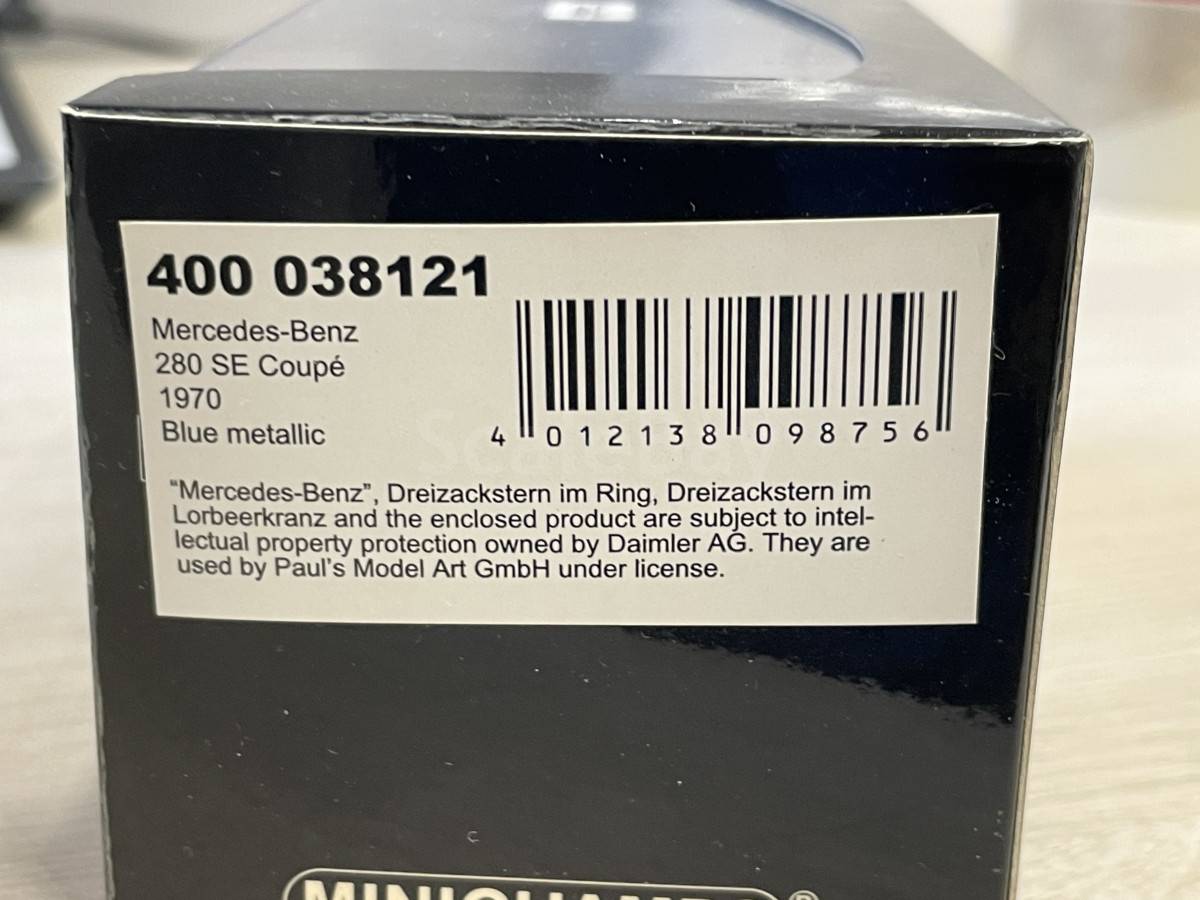 400 038121
Mercedes-Benz
280 SE Coupé
1970
Blue metallic
4 012138 098756
"Mercedes-Benz", Dreizackstern im Ring, Dreizackstern im
Lorbeerkranz and the enclosed product are subject to intel-
lectual property protection owned by Daimler AG. They are
used by Paul's Model Art GmbH under license.
MINICHAMPS®